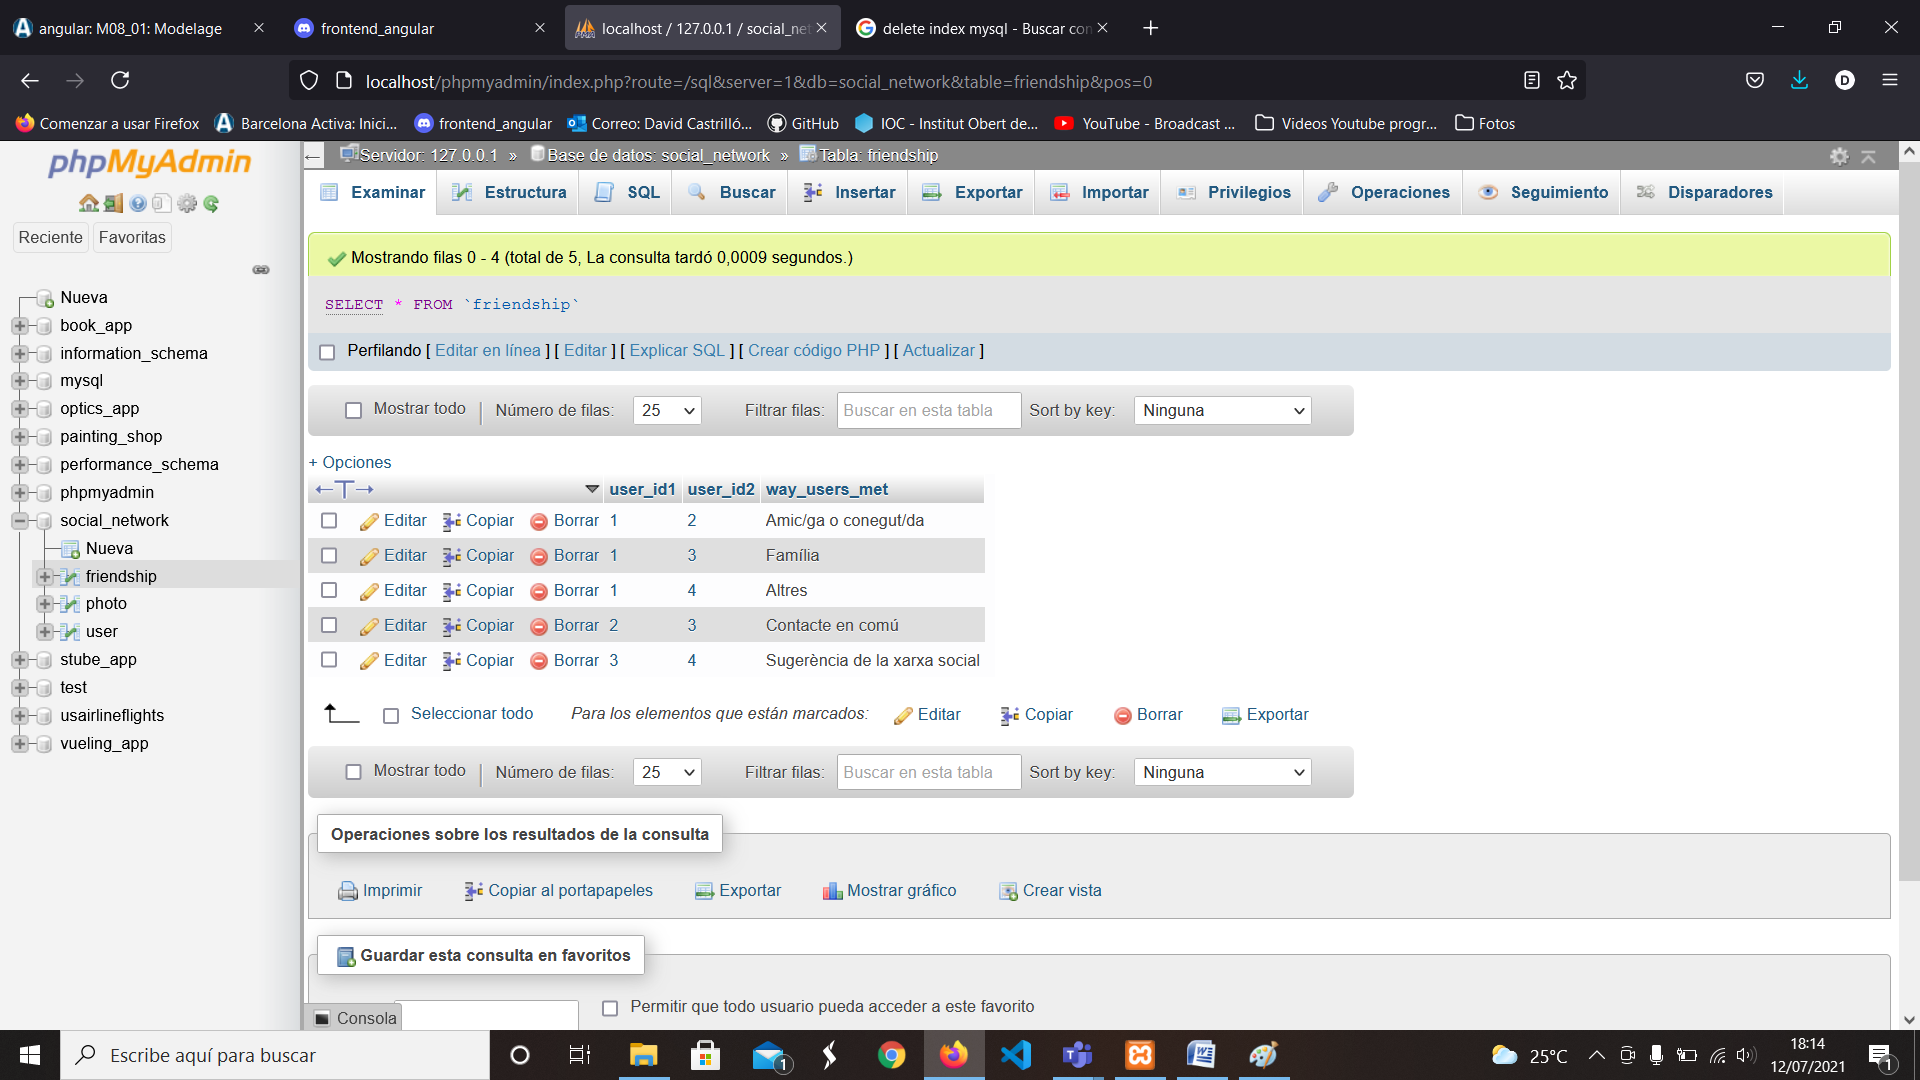 angular: M08_01: Modelage
frontend_angular
localhost / 127.0.0.1 / social_net
delete index mysql - Buscar con
localhost/phpmyadmin/index.php?route=/sql&server=1&db=social_network&table=friendship&pos=0
D
Comenzar a usar Firefox
Barcelona Activa: Inici...
frontend_angular
Correo: David Castrilló...
GitHub
IOC - Institut Obert de...
YouTube - Broadcast ...
Videos Youtube progr...
Fotos
phpMyAdmin
Reciente
Favoritas
Nueva
book_app
information_schema
mysql
optics_app
painting_shop
performance_schema
phpmyadmin
social_network
Nueva
friendship
photo
user
stube_app
test
usairlineflights
vueling_app
Servidor: 127.0.0.1 » Base de datos: social_network » Tabla: friendship
Examinar Estructura SQL Buscar Insertar Exportar Importar Privilegios Operaciones Seguimiento Disparadores
Mostrando filas 0 - 4 (total de 5, La consulta tardó 0,0009 segundos.)
SELECT * FROM `friendship`
Perfilando [ Editar en línea ] [ Editar ] [ Explicar SQL ] [ Crear código PHP ] [ Actualizar ]
Mostrar todo | Número de filas: 25 Filtrar filas: Buscar en esta tabla Sort by key: Ninguna
+ Opciones
←T→ user_id1 user_id2 way_users_met
Editar Copiar Borrar 1 2 Amic/ga o conegut/da
Editar Copiar Borrar 1 3 Família
Editar Copiar Borrar 1 4 Altres
Editar Copiar Borrar 2 3 Contacte en comú
Editar Copiar Borrar 3 4 Sugerència de la xarxa social
Seleccionar todo Para los elementos que están marcados: Editar Copiar Borrar Exportar
Mostrar todo | Número de filas: 25 Filtrar filas: Buscar en esta tabla Sort by key: Ninguna
Operaciones sobre los resultados de la consulta
Imprimir Copiar al portapapeles Exportar Mostrar gráfico Crear vista
Guardar esta consulta en favoritos
Permitir que todo usuario pueda acceder a este favorito
Consola
Escribe aquí para buscar
1
25°C
18:14
12/07/2021
1